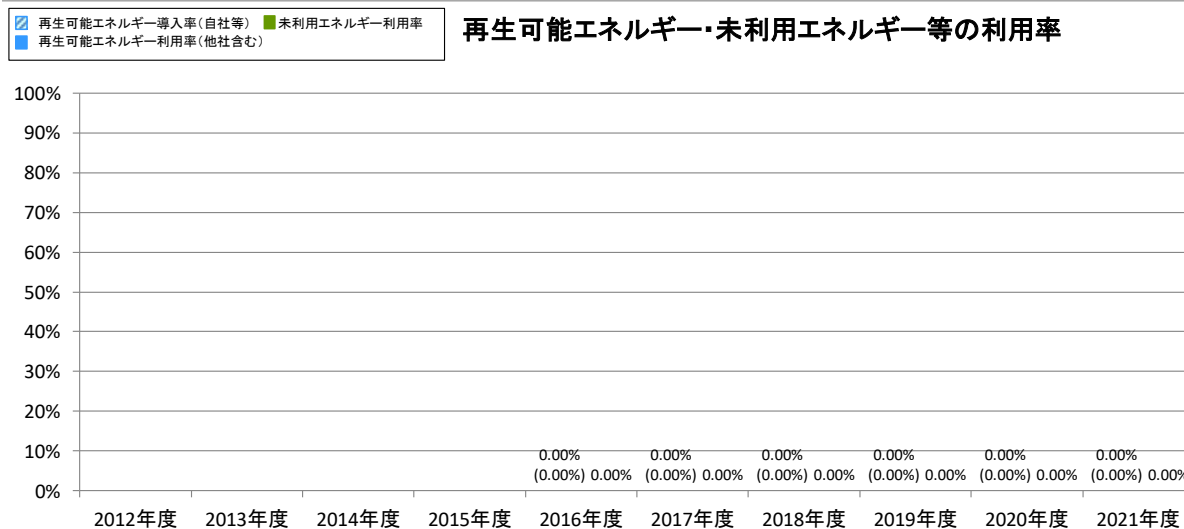 再生可能エネルギー導入率(自社等) 未利用エネルギー利用率
再生可能エネルギー利用率(他社含む)
再生可能エネルギー・未利用エネルギー等の利用率
100%
90%
80%
70%
60%
50%
40%
30%
20%
10%
0%
0.00% 0.00% 0.00% 0.00% 0.00% 0.00%
(0.00%) 0.00% (0.00%) 0.00% (0.00%) 0.00% (0.00%) 0.00% (0.00%) 0.00% (0.00%) 0.00%
2012年度 2013年度 2014年度 2015年度 2016年度 2017年度 2018年度 2019年度 2020年度 2021年度